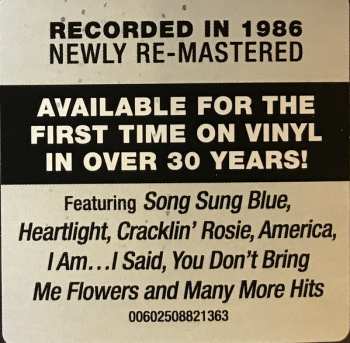 RECORDED IN 1986
NEWLY RE-MASTERED
AVAILABLE FOR THE
FIRST TIME ON VINYL
IN OVER 30 YEARS!
Featuring Song Sung Blue,
Heartlight, Cracklin' Rosie, America,
I Am...I Said, You Don't Bring
Me Flowers and Many More Hits
00602508821363